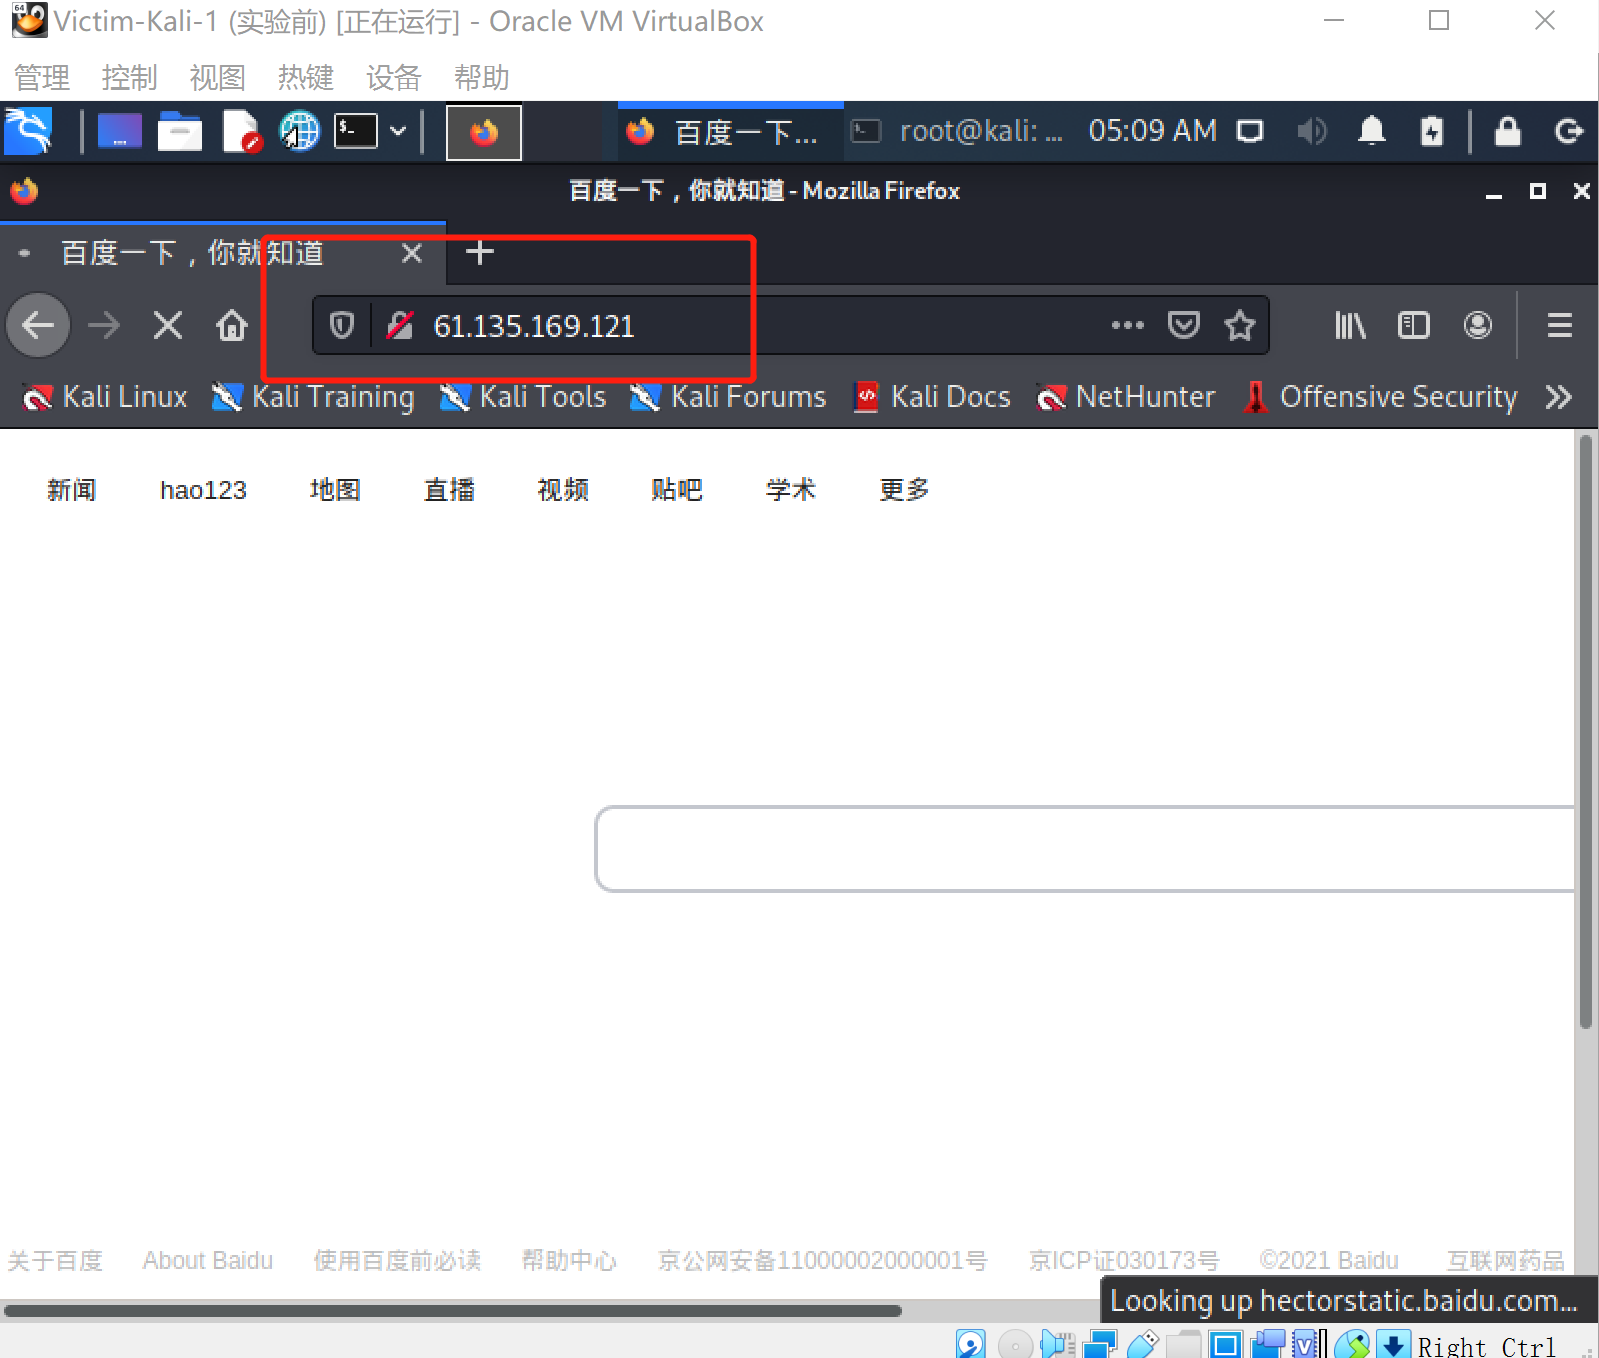 Victim-Kali-1 (实验前) [正在运行] - Oracle VM VirtualBox
管理 控制 视图 热键 设备 帮助
百度一下... root@kali: ... 05:09 AM
百度一下，你就知道 - Mozilla Firefox
百度一下，你就知道
61.135.169.121
Kali Linux Kali Training Kali Tools Kali Forums Kali Docs NetHunter Offensive Security
新闻 hao123 地图 直播 视频 贴吧 学术 更多
关于百度 About Baidu 使用百度前必读 帮助中心 京公网安备11000002000001号 京ICP证030173号 ©2021 Baidu 互联网药品
Looking up hectorstatic.baidu.com...
Right Ctrl